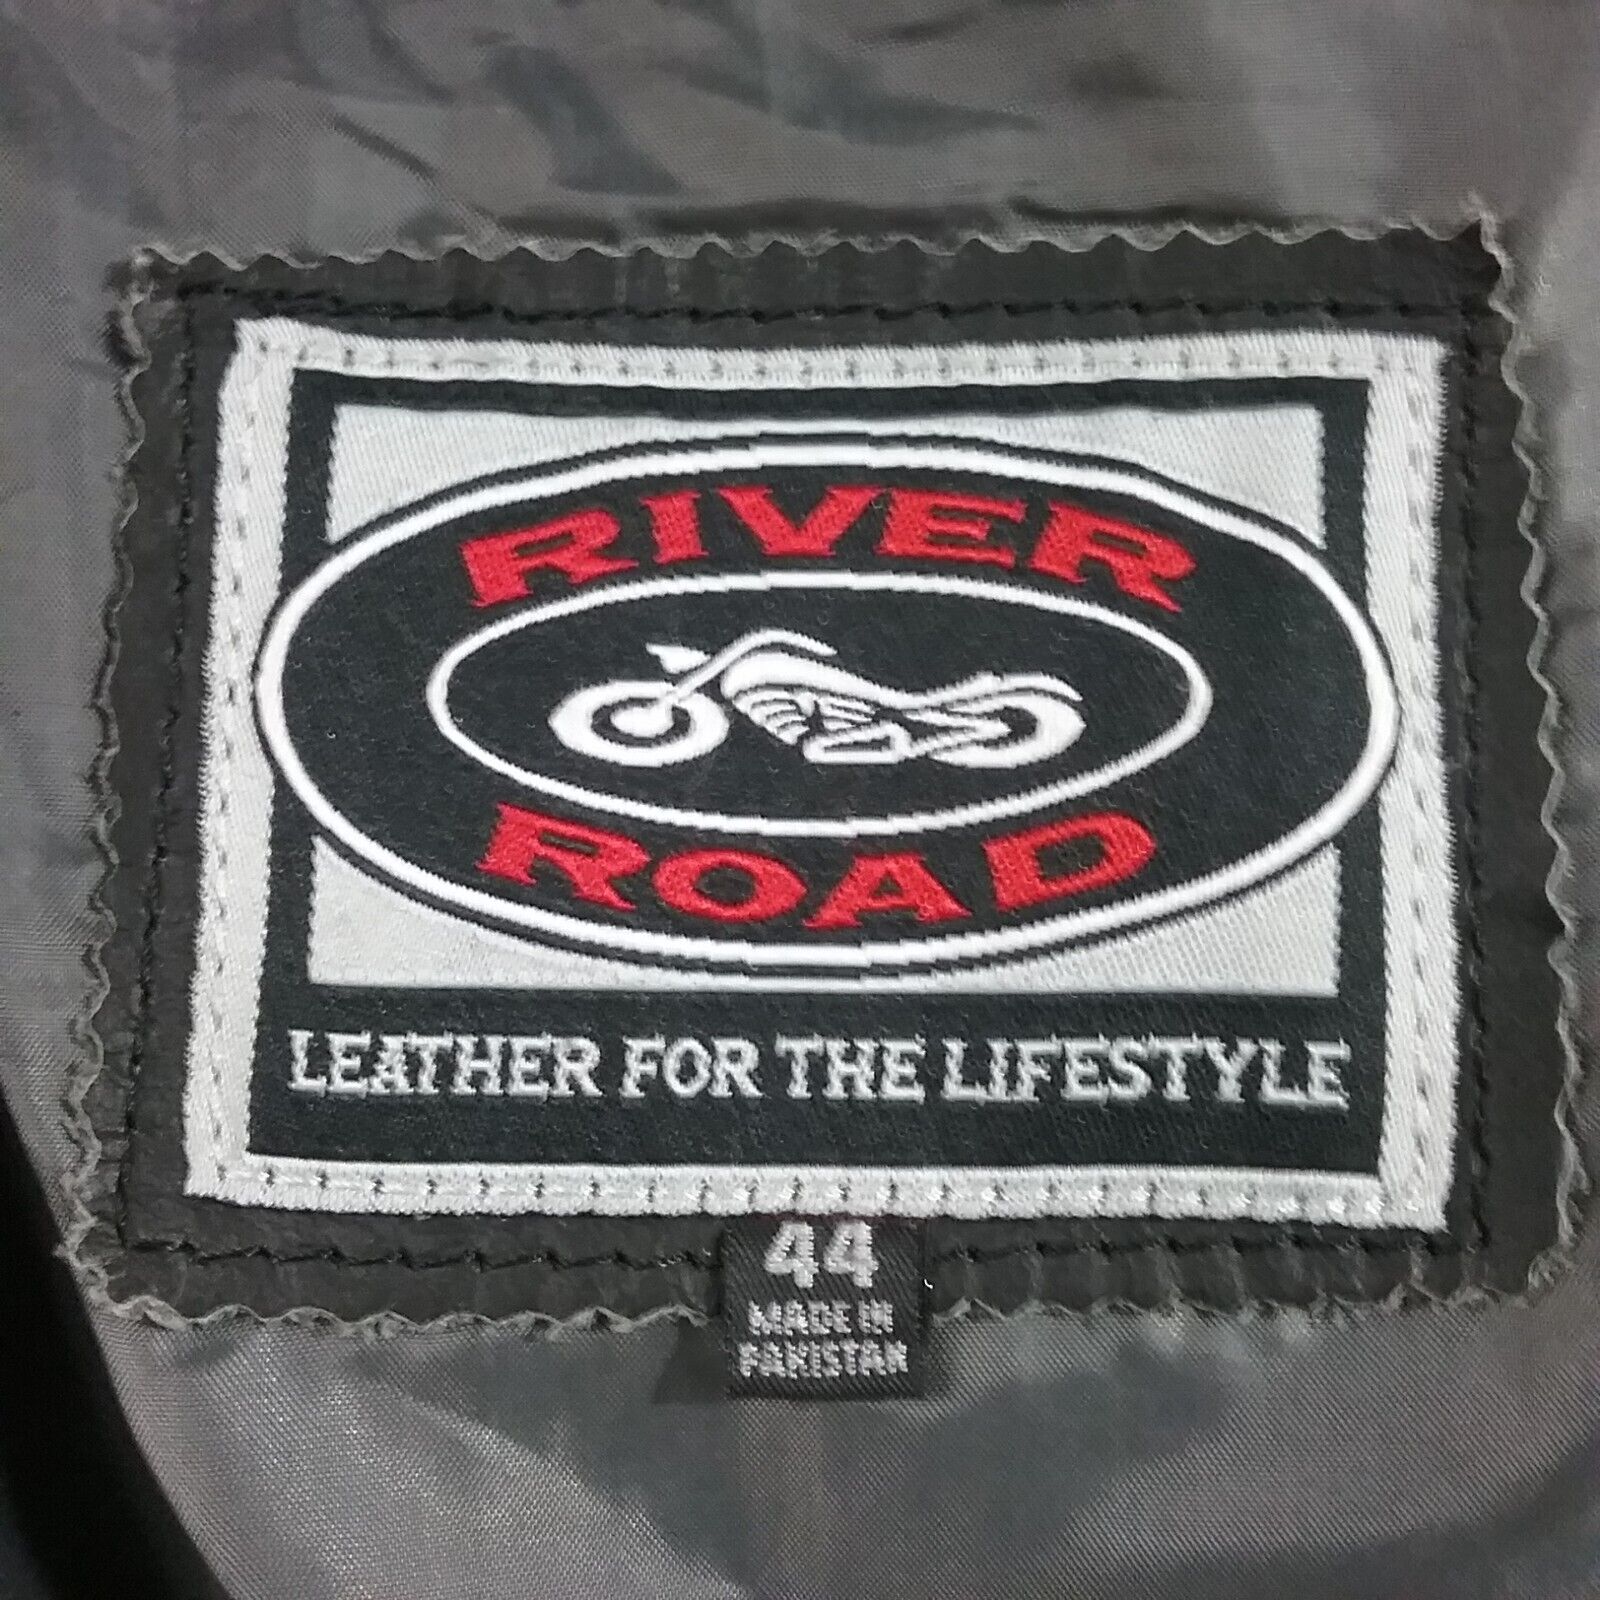 RIVER
ROAD
LEATHER FOR THE LIFESTYLE
44
MADE IN
PAKISTAN